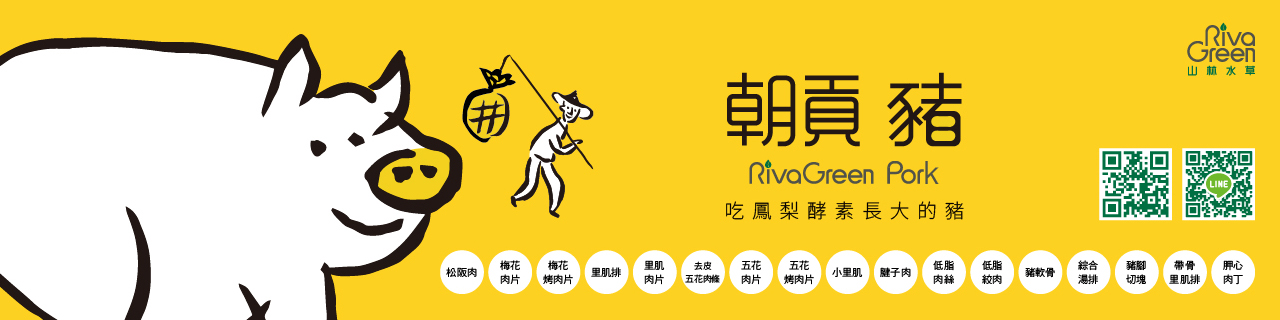 Riva
Green
山林水草
朝貢豬
RivaGreen Pork
吃鳳梨酵素長大的豬
LINE
松阪肉
梅花
肉片
梅花
烤肉片
里肌排
里肌
肉片
去皮
五花肉條
五花
肉片
五花
烤肉片
小里肌
腱子肉
低脂
肉絲
低脂
絞肉
豬軟骨
綜合
湯排
豬腳
切塊
帶骨
里肌排
胛心
肉丁